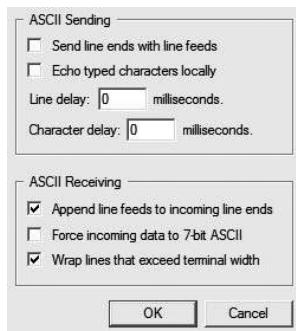 ASCII Sending
Send line ends with line feeds
Echo typed characters locally
Line delay: 0 milliseconds.
Character delay: 0 milliseconds.
ASCII Receiving
Append line feeds to incoming line ends
Force incoming data to 7-bit ASCII
Wrap lines that exceed terminal width
OK Cancel